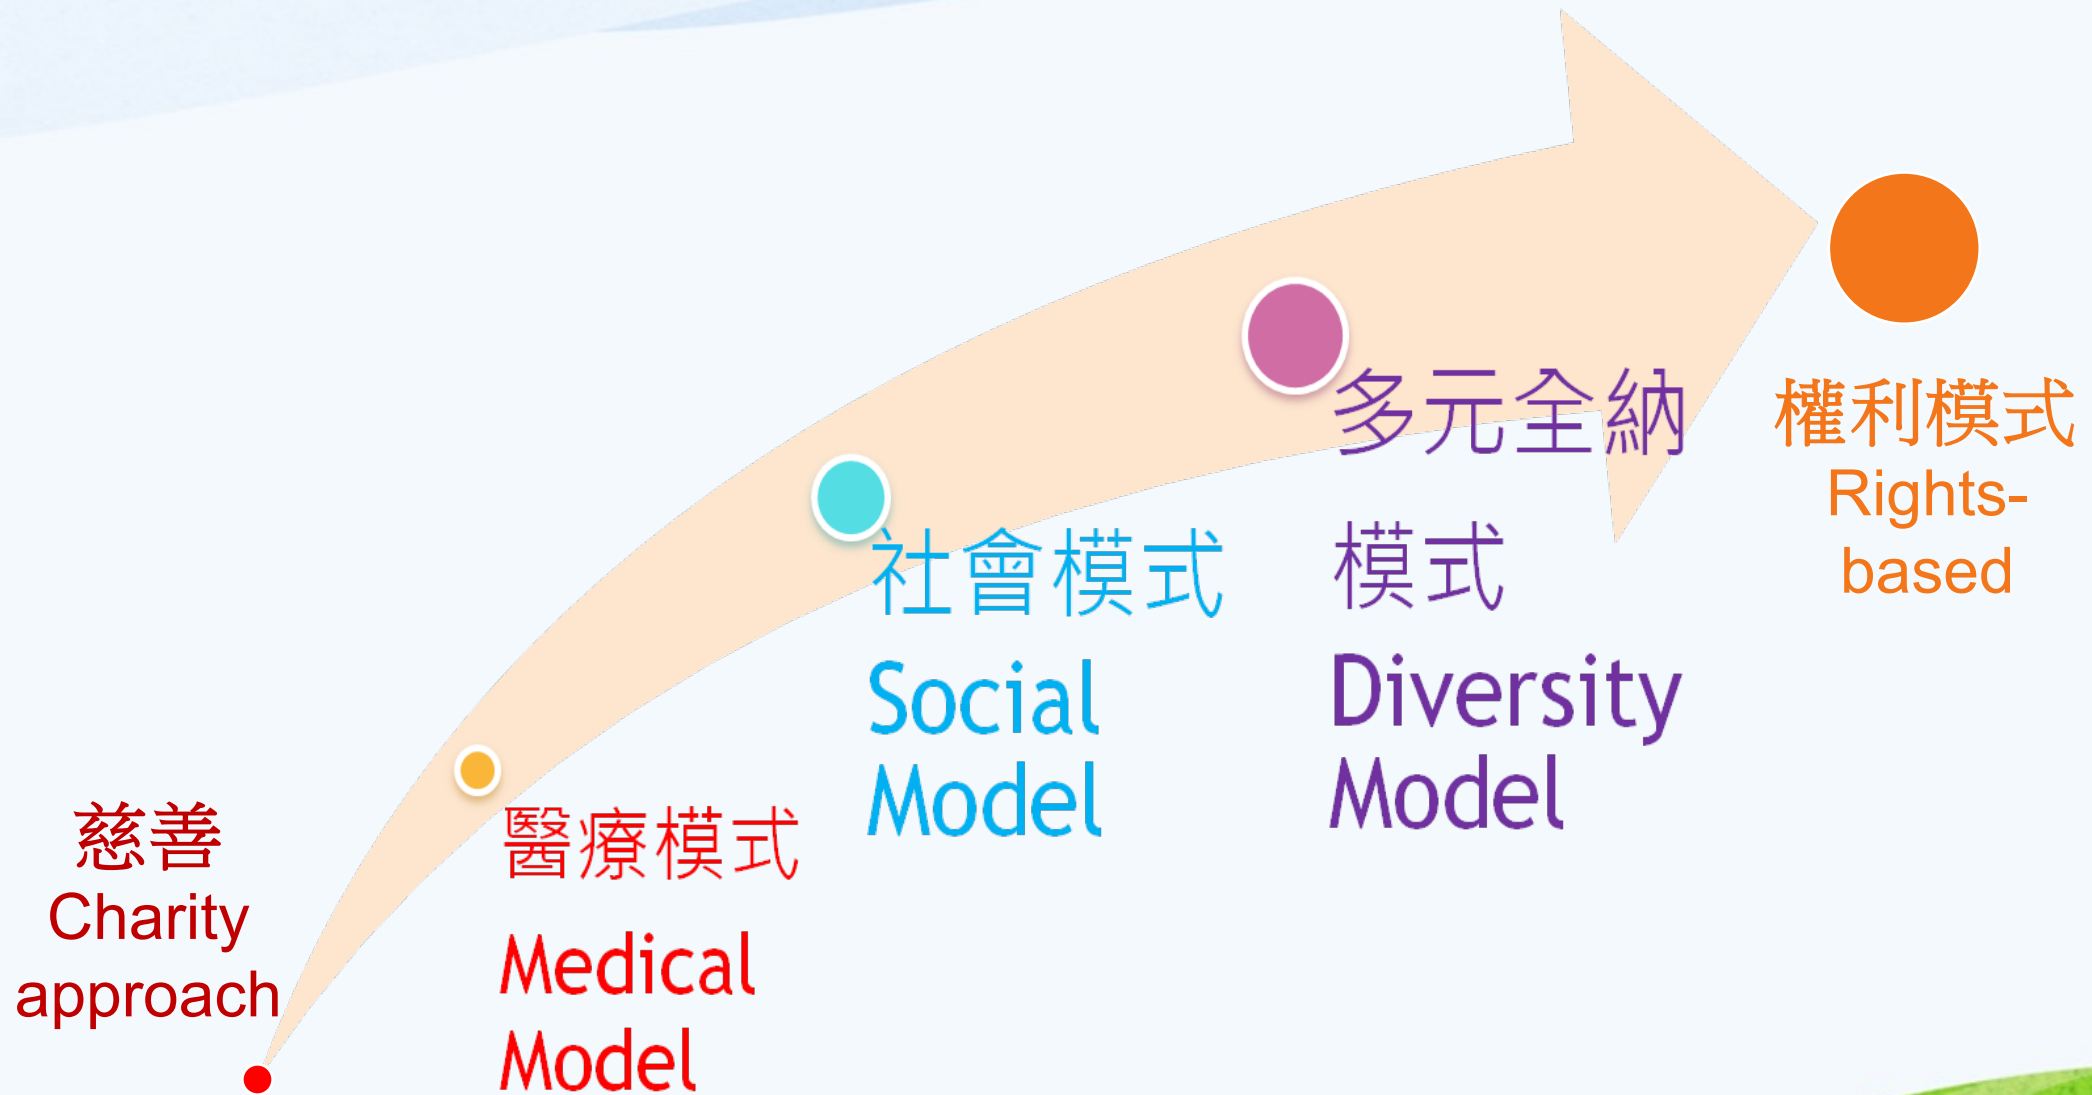 慈善
Charity
approach
醫療模式
Medical
Model
社會模式
Social
Model
多元全納
模式
Diversity
Model
權利模式
Rights-
based